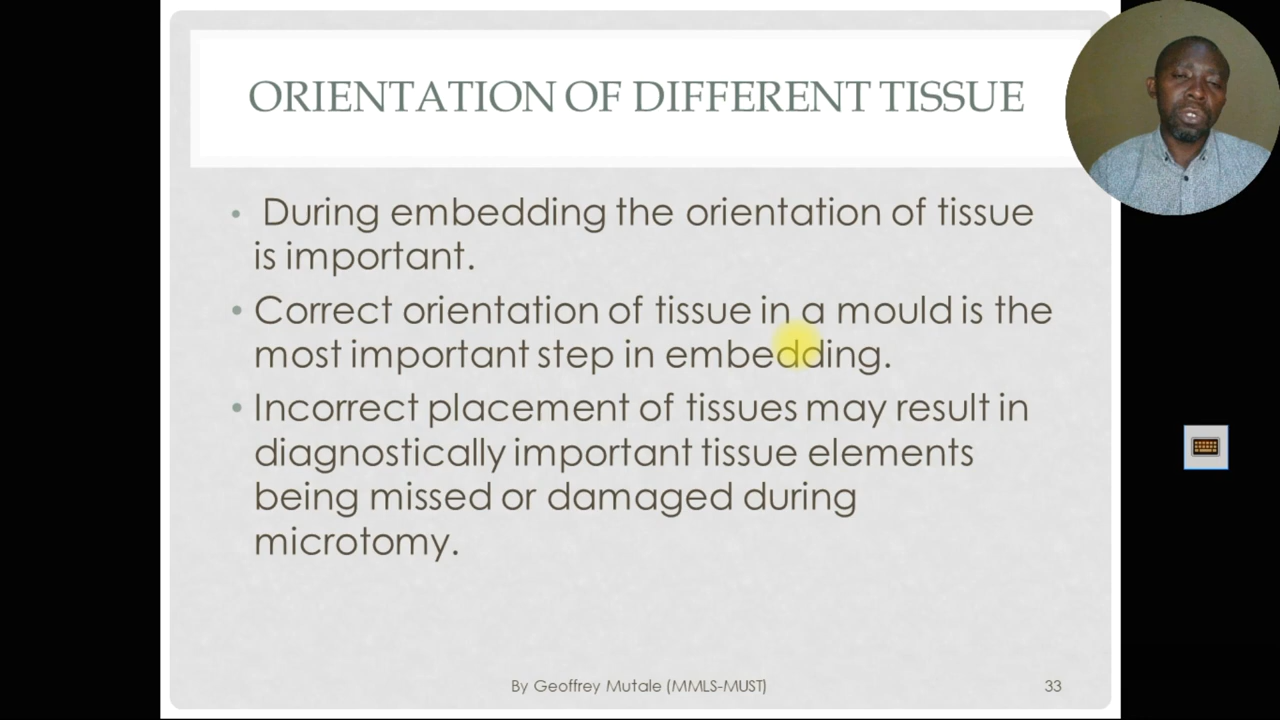 ORIENTATION OF DIFFERENT TISSUE
• During embedding the orientation of tissue
is important.
• Correct orientation of tissue in a mould is the
most important step in embedding.
• Incorrect placement of tissues may result in
diagnostically important tissue elements
being missed or damaged during
microtomy.
By Geoffrey Mutale (MMLS-MUST)
33